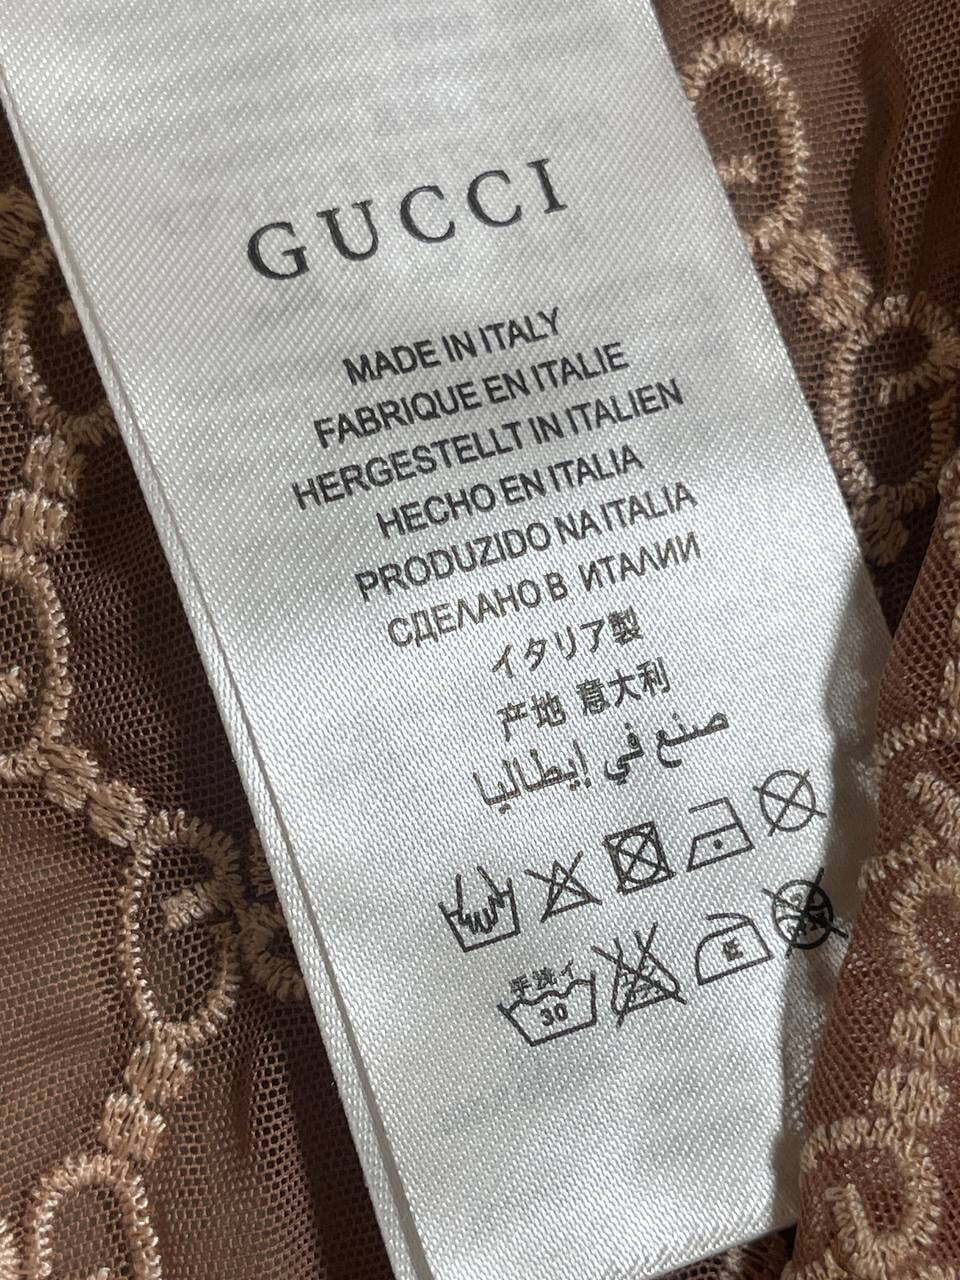 GUCCI
MADE IN ITALY
FABRIQUE EN ITALIE
HERGESTELLT IN ITALIEN
HECHO EN ITALIA
PRODUZIDO NA ITALIA
СДЕЛАНО В ИТАЛИИ
イタリア製
产地 意大利
صنع في إيطاليا
手洗イ
30